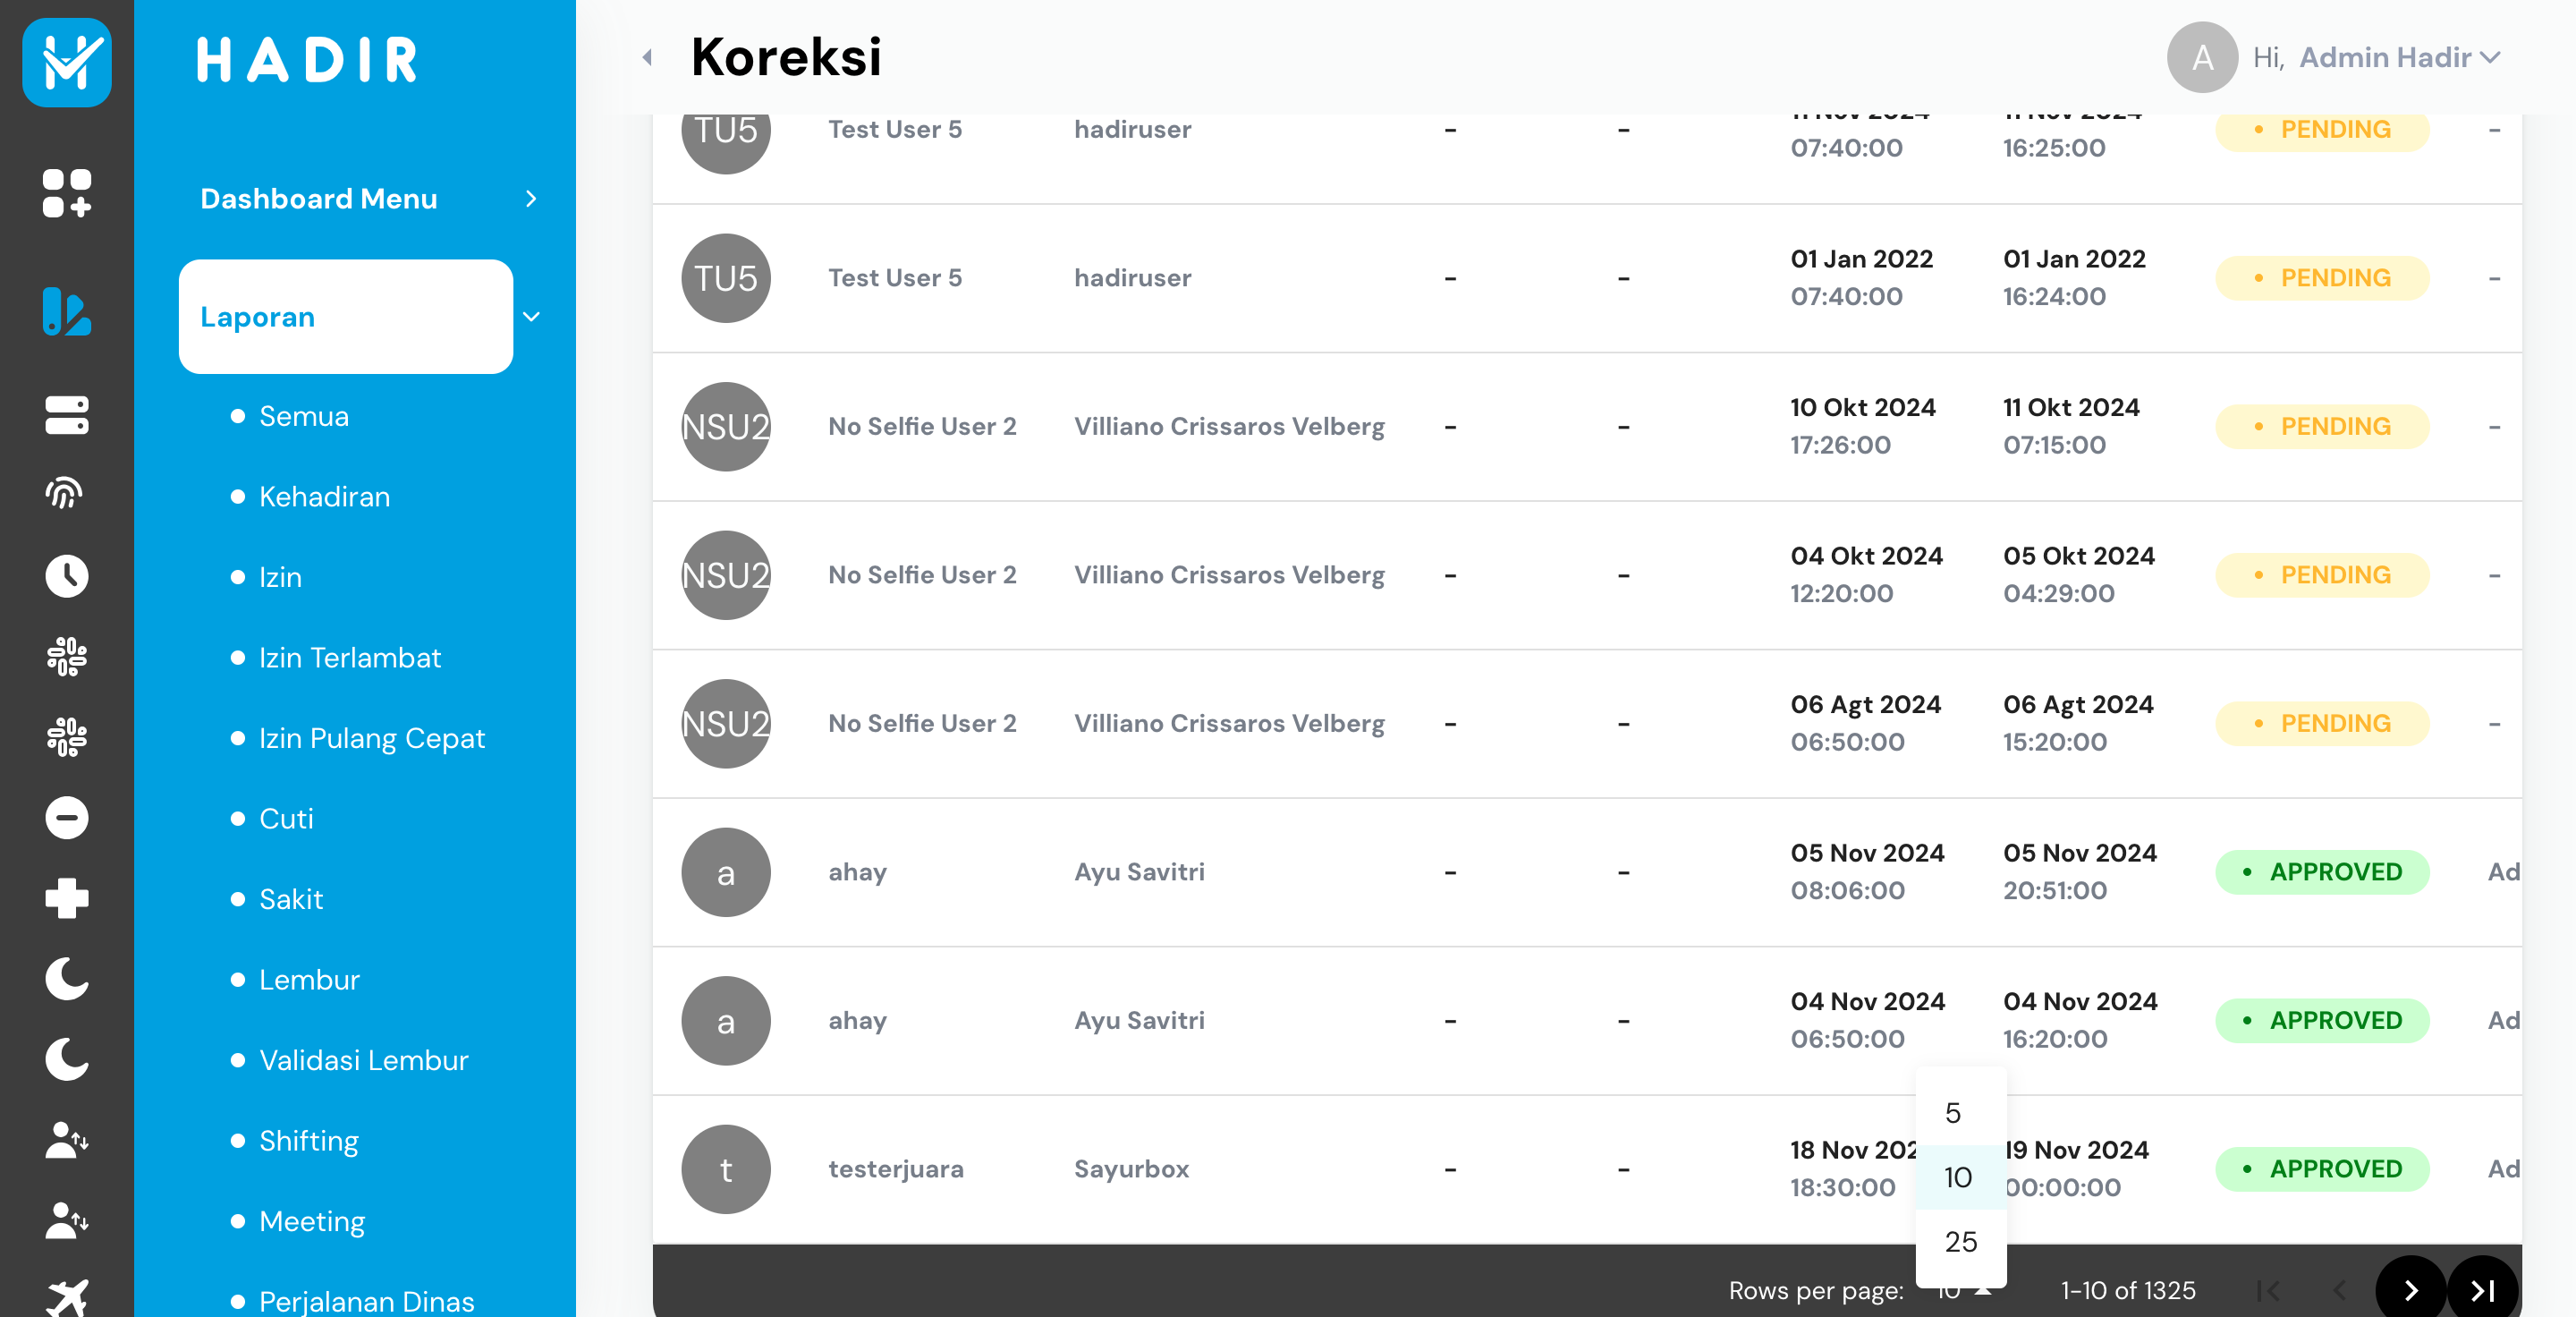 HADIR
Koreksi
A
Hi, Admin Hadir
Dashboard Menu
Laporan
Semua
Kehadiran
Izin
Izin Terlambat
Izin Pulang Cepat
Cuti
Sakit
Lembur
Validasi Lembur
Shifting
Meeting
Perjalanan Dinas
TU5 Test User 5 hadiruser - - 11 Nov 2024 11 Nov 2024 PENDING -
07:40:00 16:25:00
TU5 Test User 5 hadiruser - - 01 Jan 2022 01 Jan 2022 PENDING -
07:40:00 16:24:00
NSU2 No Selfie User 2 Villiano Crissaros Velberg - - 10 Okt 2024 11 Okt 2024 PENDING -
17:26:00 07:15:00
NSU2 No Selfie User 2 Villiano Crissaros Velberg - - 04 Okt 2024 05 Okt 2024 PENDING -
12:20:00 04:29:00
NSU2 No Selfie User 2 Villiano Crissaros Velberg - - 06 Agt 2024 06 Agt 2024 PENDING -
06:50:00 15:20:00
a ahay Ayu Savitri - - 05 Nov 2024 05 Nov 2024 APPROVED Ad
08:06:00 20:51:00
a ahay Ayu Savitri - - 04 Nov 2024 04 Nov 2024 APPROVED Ad
06:50:00 16:20:00
t testerjuara Sayurbox - - 18 Nov 202 19 Nov 2024 APPROVED Ad
18:30:00 00:00:00
5
10
25
Rows per page: 10 1-10 of 1325